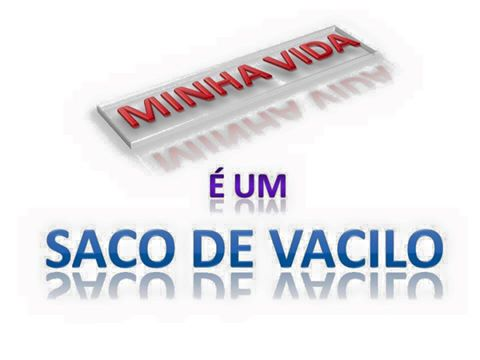 MINHA VIDA
É UM
SACO DE VACILO